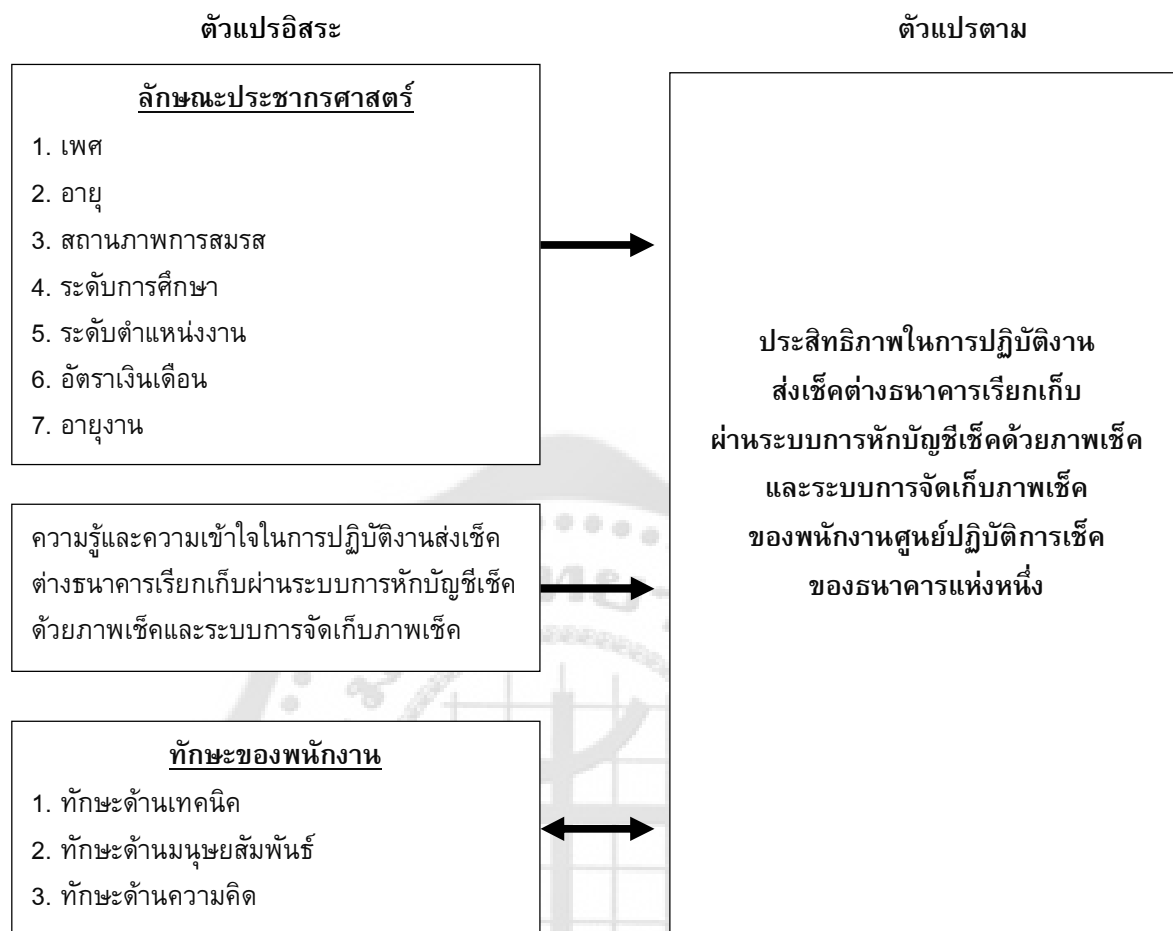 ตัวแปรอิสระ
ตัวแปรตาม
ลักษณะประชากรศาสตร์
1. เพศ
2. อายุ
3. สถานภาพการสมรส
4. ระดับการศึกษา
5. ระดับตำแหน่งงาน
6. อัตราเงินเดือน
7. อายุงาน
ความรู้และความเข้าใจในการปฏิบัติงานส่งเช็ค
ต่างธนาคารเรียกเก็บผ่านระบบการหักบัญชีเช็ค
ด้วยภาพเช็คและระบบการจัดเก็บภาพเช็ค
ทักษะของพนักงาน
1. ทักษะด้านเทคนิค
2. ทักษะด้านมนุษยสัมพันธ์
3. ทักษะด้านความคิด
ประสิทธิภาพในการปฏิบัติงาน
ส่งเช็คต่างธนาคารเรียกเก็บ
ผ่านระบบการหักบัญชีเช็คด้วยภาพเช็ค
และระบบการจัดเก็บภาพเช็ค
ของพนักงานศูนย์ปฏิบัติการเช็ค
ของธนาคารแห่งหนึ่ง